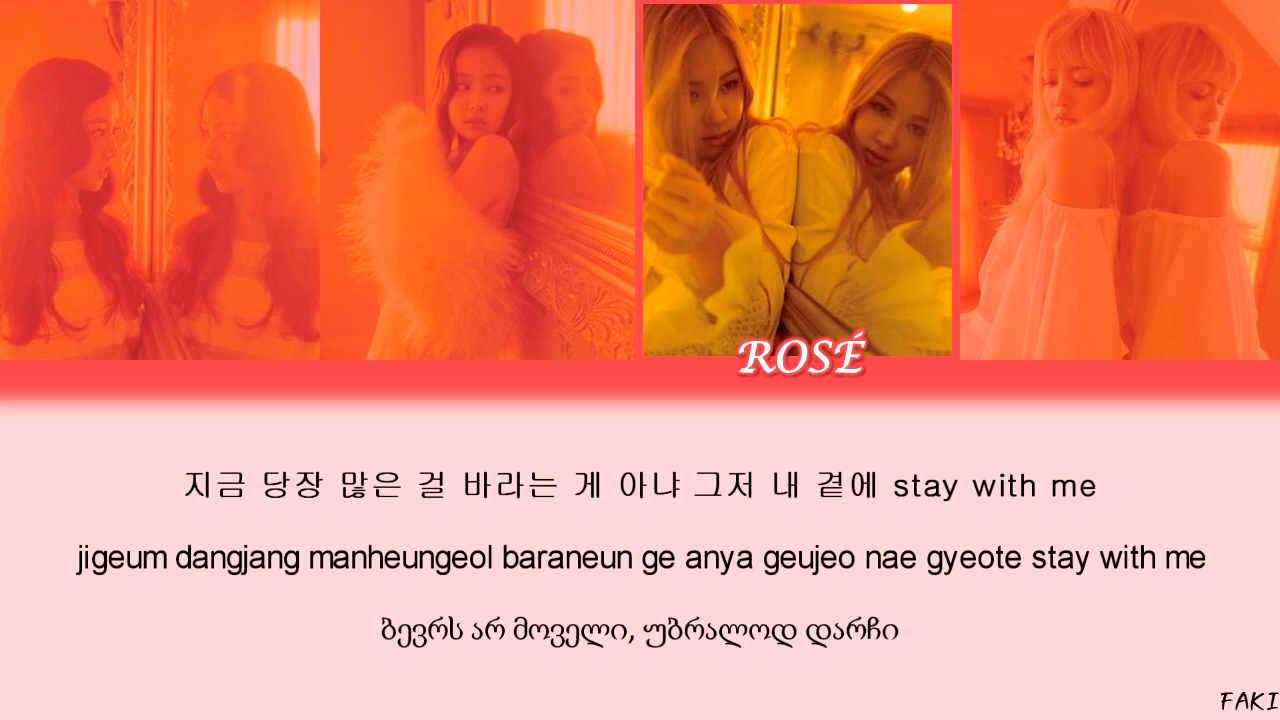 ROSÉ
지금 당장 많은 걸 바라는 게 아냐 그저 내 곁에 stay with me
jigeum dangjang manheungeol baraneun ge anya geujeo nae gyeote stay with me
ბევრს არ მოველი, უბრალოდ დარჩი
FAKI